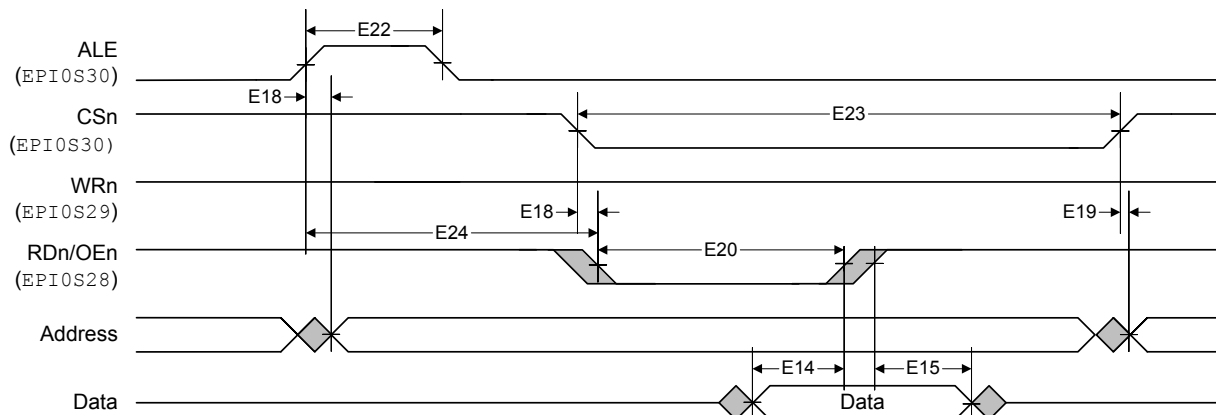 E22
ALE
(EPI0S30)
E18
CSn
E23
(EPI0S30)
WRn
(EPI0S29)
E18
E19
E24
RDn/OEn
E20
(EPI0S28)
Address
E14
E15
Data
Data